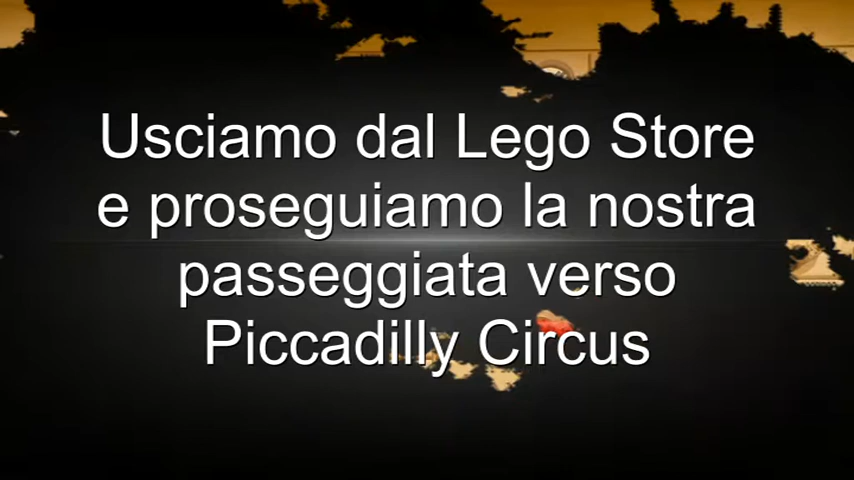 Usciamo dal Lego Store
e proseguiamo la nostra
passeggiata verso
Piccadilly Circus